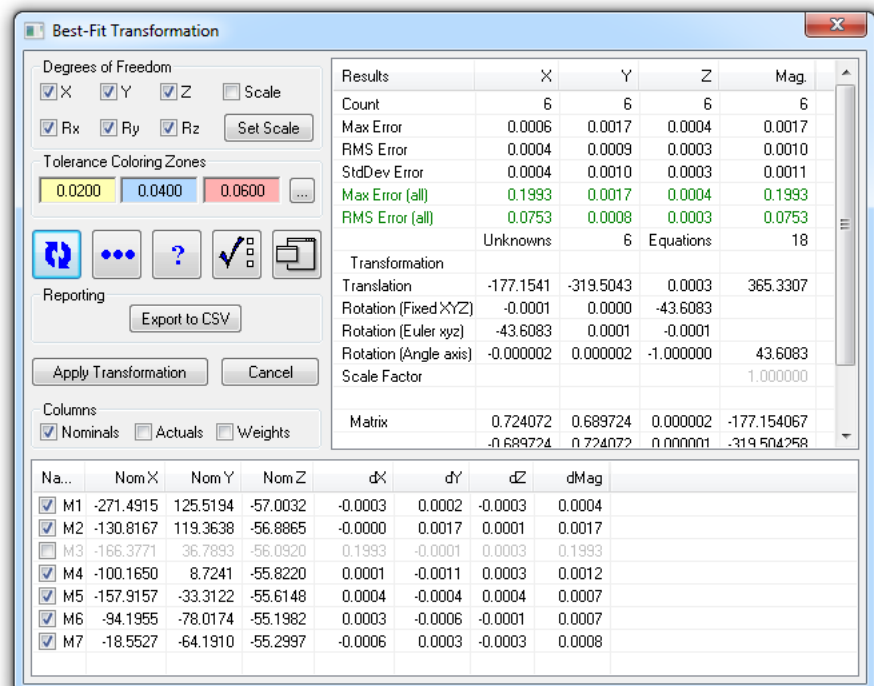 Best-Fit Transformation
Degrees of Freedom
X Y Z Scale
Rx Ry Rz Set Scale
Tolerance Coloring Zones
0.0200 0.0400 0.0600 ...
?
Reporting
Export to CSV
Apply Transformation Cancel
Columns
Nominals Actuals Weights
Results X Y Z Mag.
Count 6 6 6 6
Max Error 0.0006 0.0017 0.0004 0.0017
RMS Error 0.0004 0.0009 0.0003 0.0010
StdDev Error 0.0004 0.0010 0.0003 0.0011
Max Error (all) 0.1993 0.0017 0.0004 0.1993
RMS Error (all) 0.0753 0.0008 0.0003 0.0753
Unknowns 6 Equations 18
Transformation
Translation -177.1541 -319.5043 0.0003 365.3307
Rotation (Fixed XYZ) -0.0001 0.0000 -43.6083
Rotation (Euler xyz) -43.6083 0.0001 -0.0001
Rotation (Angle axis) -0.000002 0.000002 -1.000000 43.6083
Scale Factor 1.000000
Matrix 0.724072 0.689724 0.000002 -177.154067
-0.689724 0.724072 0.000001 -319.504258
Na... Nom X Nom Y Nom Z dX dY dZ dMag
M1 -271.4915 125.5194 -57.0032 -0.0003 0.0002 -0.0003 0.0004
M2 -130.8167 119.3638 -56.8865 -0.0000 0.0017 0.0001 0.0017
M3 -166.3771 36.7893 -56.0920 0.1993 -0.0001 0.0003 0.1993
M4 -100.1650 8.7241 -55.8220 0.0001 -0.0011 0.0003 0.0012
M5 -157.9157 -33.3122 -55.6148 0.0004 -0.0004 0.0004 0.0007
M6 -94.1955 -78.0174 -55.1982 0.0003 -0.0006 -0.0001 0.0007
M7 -18.5527 -64.1910 -55.2997 -0.0006 0.0003 -0.0003 0.0008